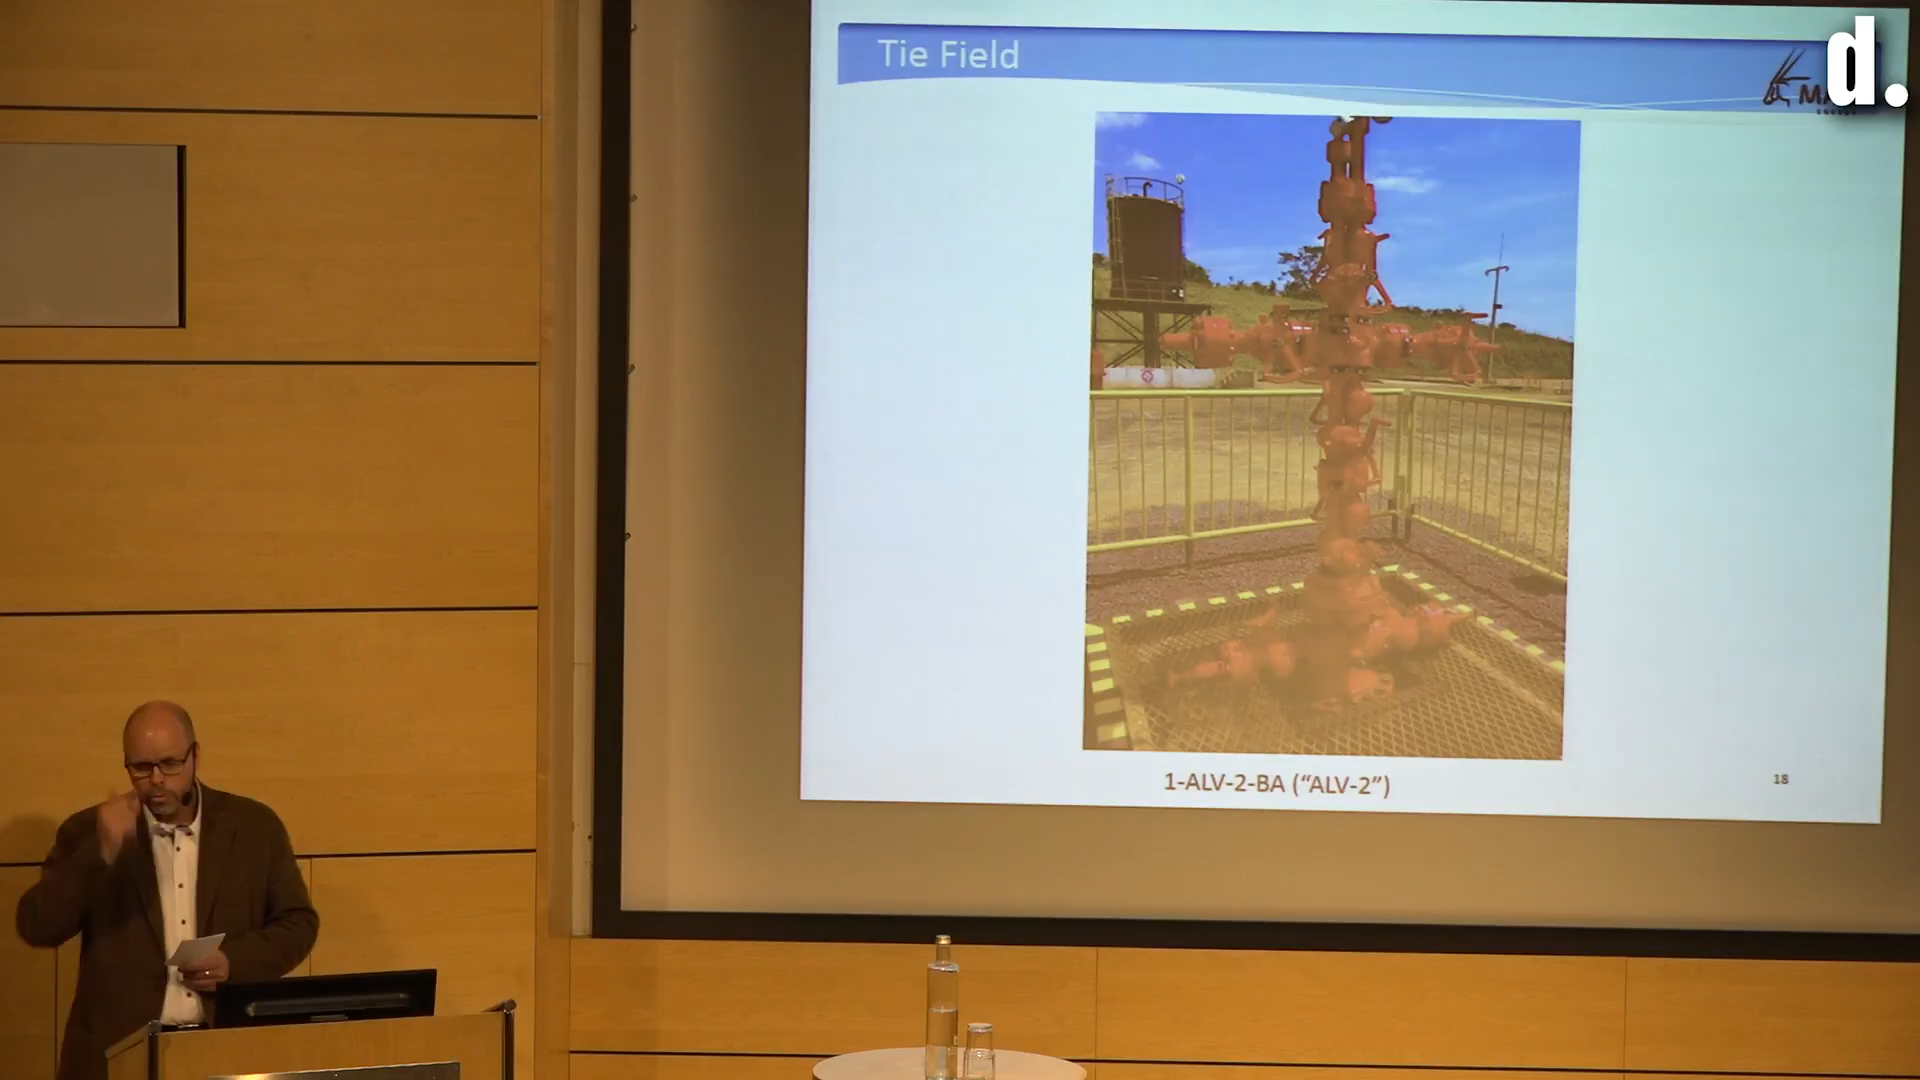 Tie Field
d.
1-ALV-2-BA (“ALV-2”)
18